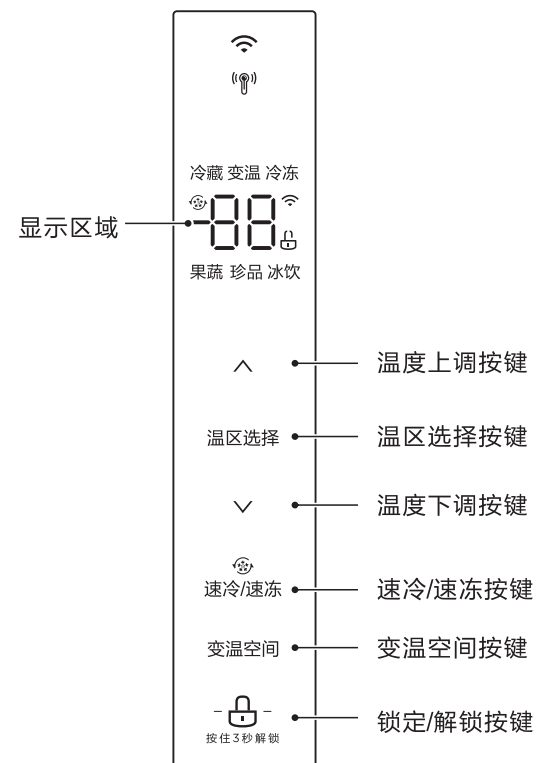 冷藏 变温 冷冻
-88
显示区域
果蔬 珍品 冰饮
温度上调按键
温区选择 温区选择按键
温度下调按键
速冷/速冻 速冷/速冻按键
变温空间 变温空间按键
按住3秒解锁 锁定/解锁按键